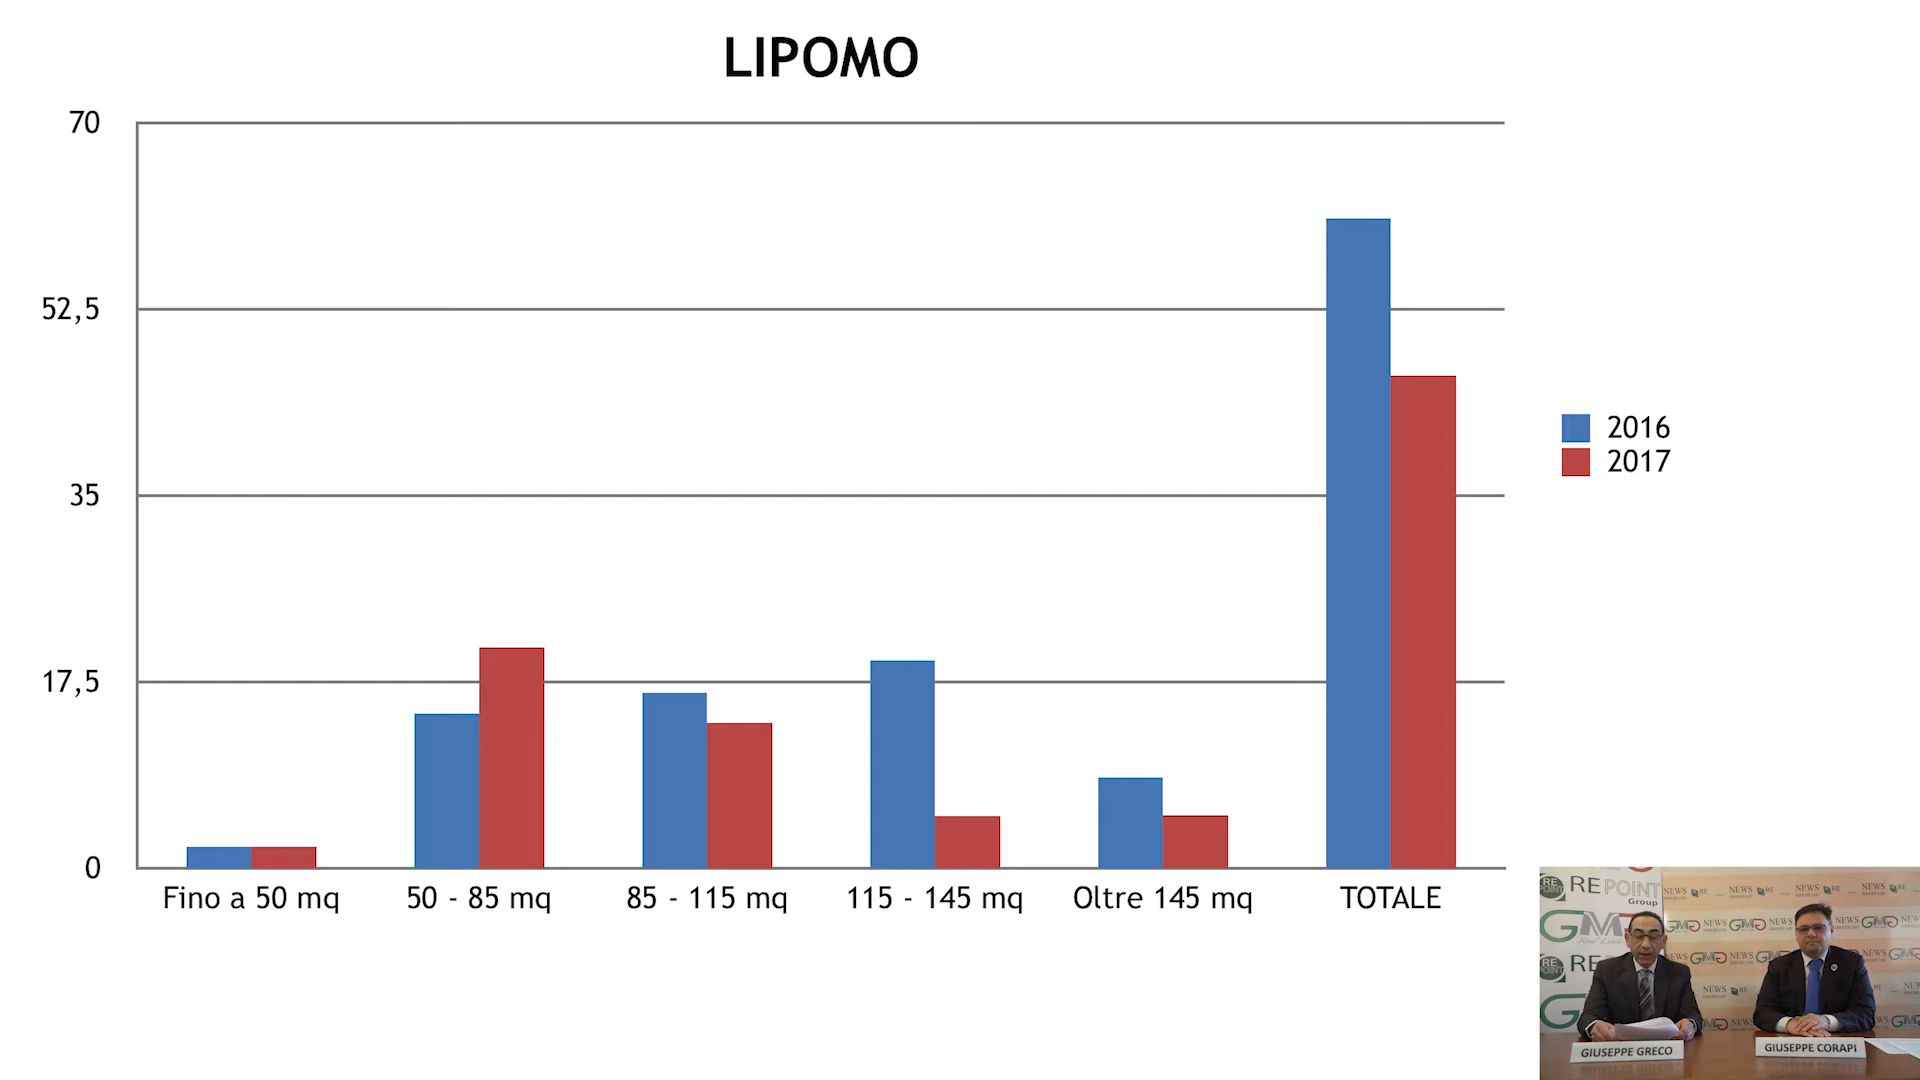 LIPOMO
70
52,5
35
17,5
0
Fino a 50 mq
50 - 85 mq
85 - 115 mq
115 - 145 mq
Oltre 145 mq
TOTALE
2016
2017
RE POINT
Group
GIUSEPPE GRECO
GIUSEPPE CORAPI